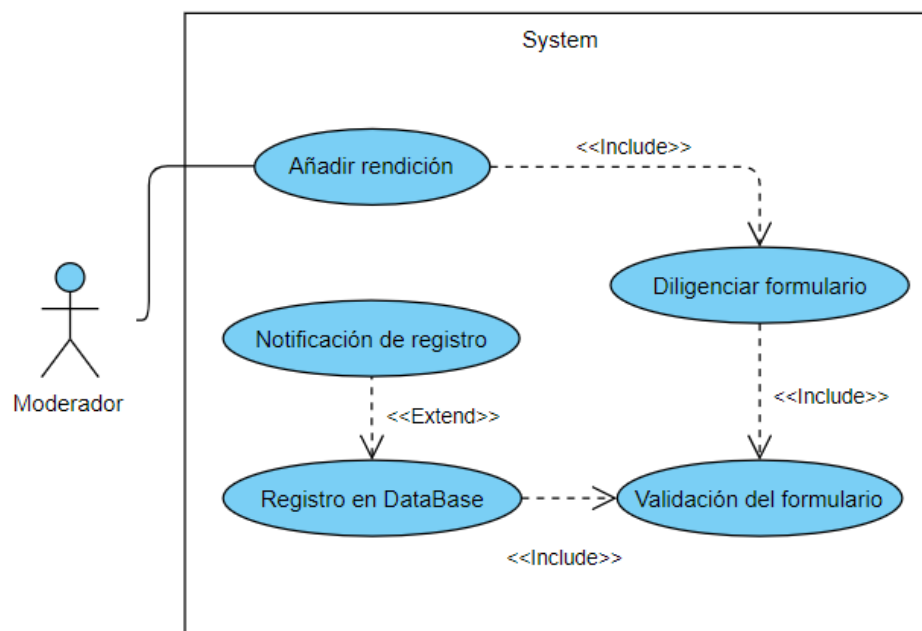 System
<<Include>>
Añadir rendición
Diligenciar formulario
Notificación de registro
Moderador
<<Include>>
<<Extend>>
Registro en DataBase
Validación del formulario
<<Include>>